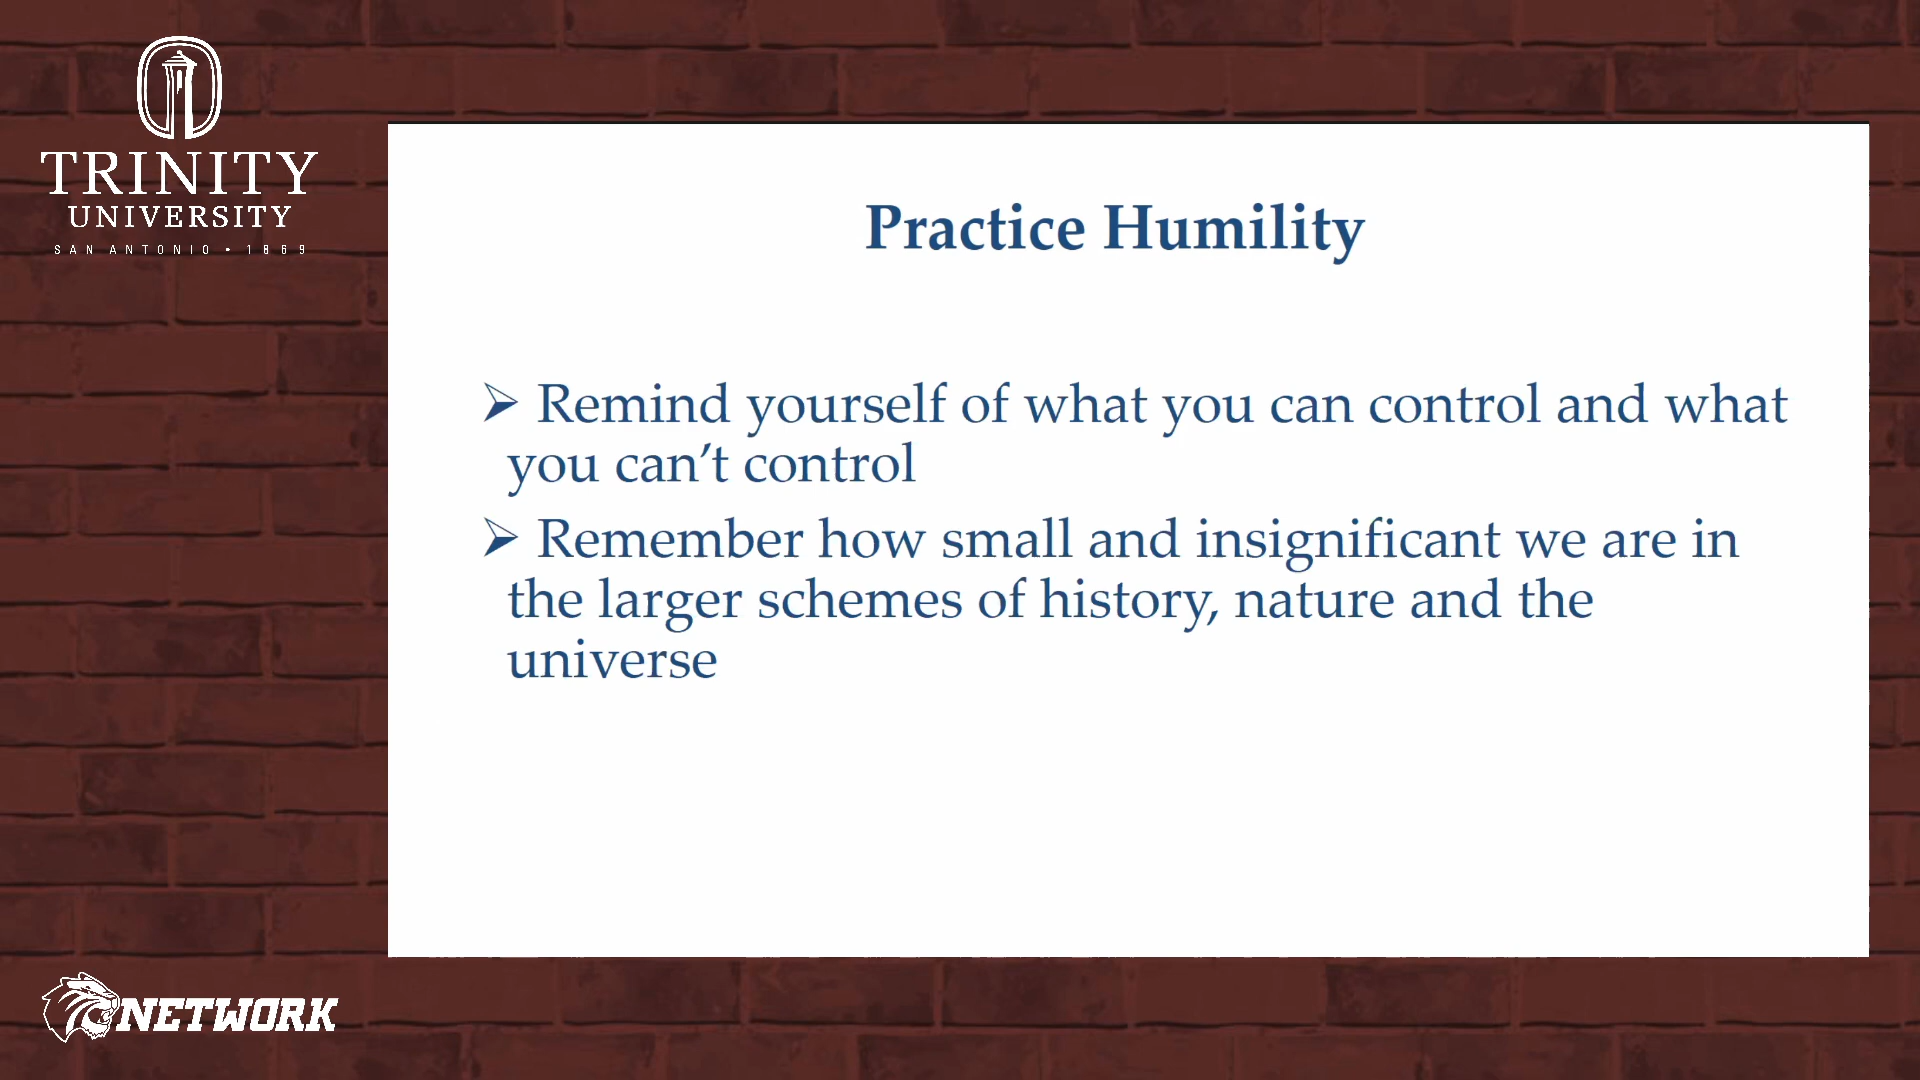 TRINITY
UNIVERSITY
SAN ANTONIO • 1869
Practice Humility
➢ Remind yourself of what you can control and what
you can’t control
➢ Remember how small and insignificant we are in
the larger schemes of history, nature and the
universe
NETWORK